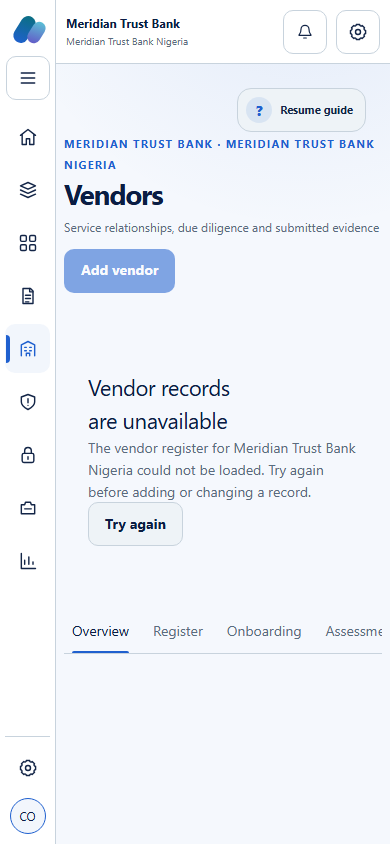 Meridian Trust Bank
Meridian Trust Bank Nigeria
? Resume guide
MERIDIAN TRUST BANK · MERIDIAN TRUST BANK
NIGERIA
Vendors
Service relationships, due diligence and submitted evidence
Add vendor
Vendor records
are unavailable
The vendor register for Meridian Trust Bank
Nigeria could not be loaded. Try again
before adding or changing a record.
Try again
Overview Register Onboarding Assessme
CO